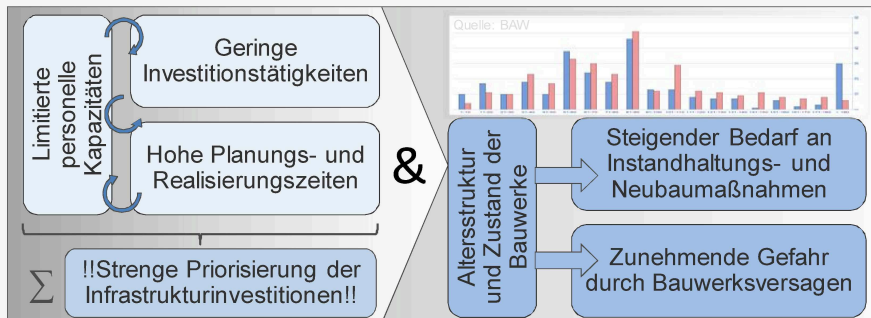 Limitierte
personelle
Kapazitäten
Geringe
Investitionstätigkeiten
Hohe Planungs- und
Realisierungszeiten
∑
!!Strenge Priorisierung der
Infrastrukturinvestitionen!!
&
Quelle: BAW
Altersstruktur
und Zustand der
Bauwerke
Steigender Bedarf an
Instandhaltungs- und
Neubaumaßnahmen
Zunehmende Gefahr
durch Bauwerksversagen